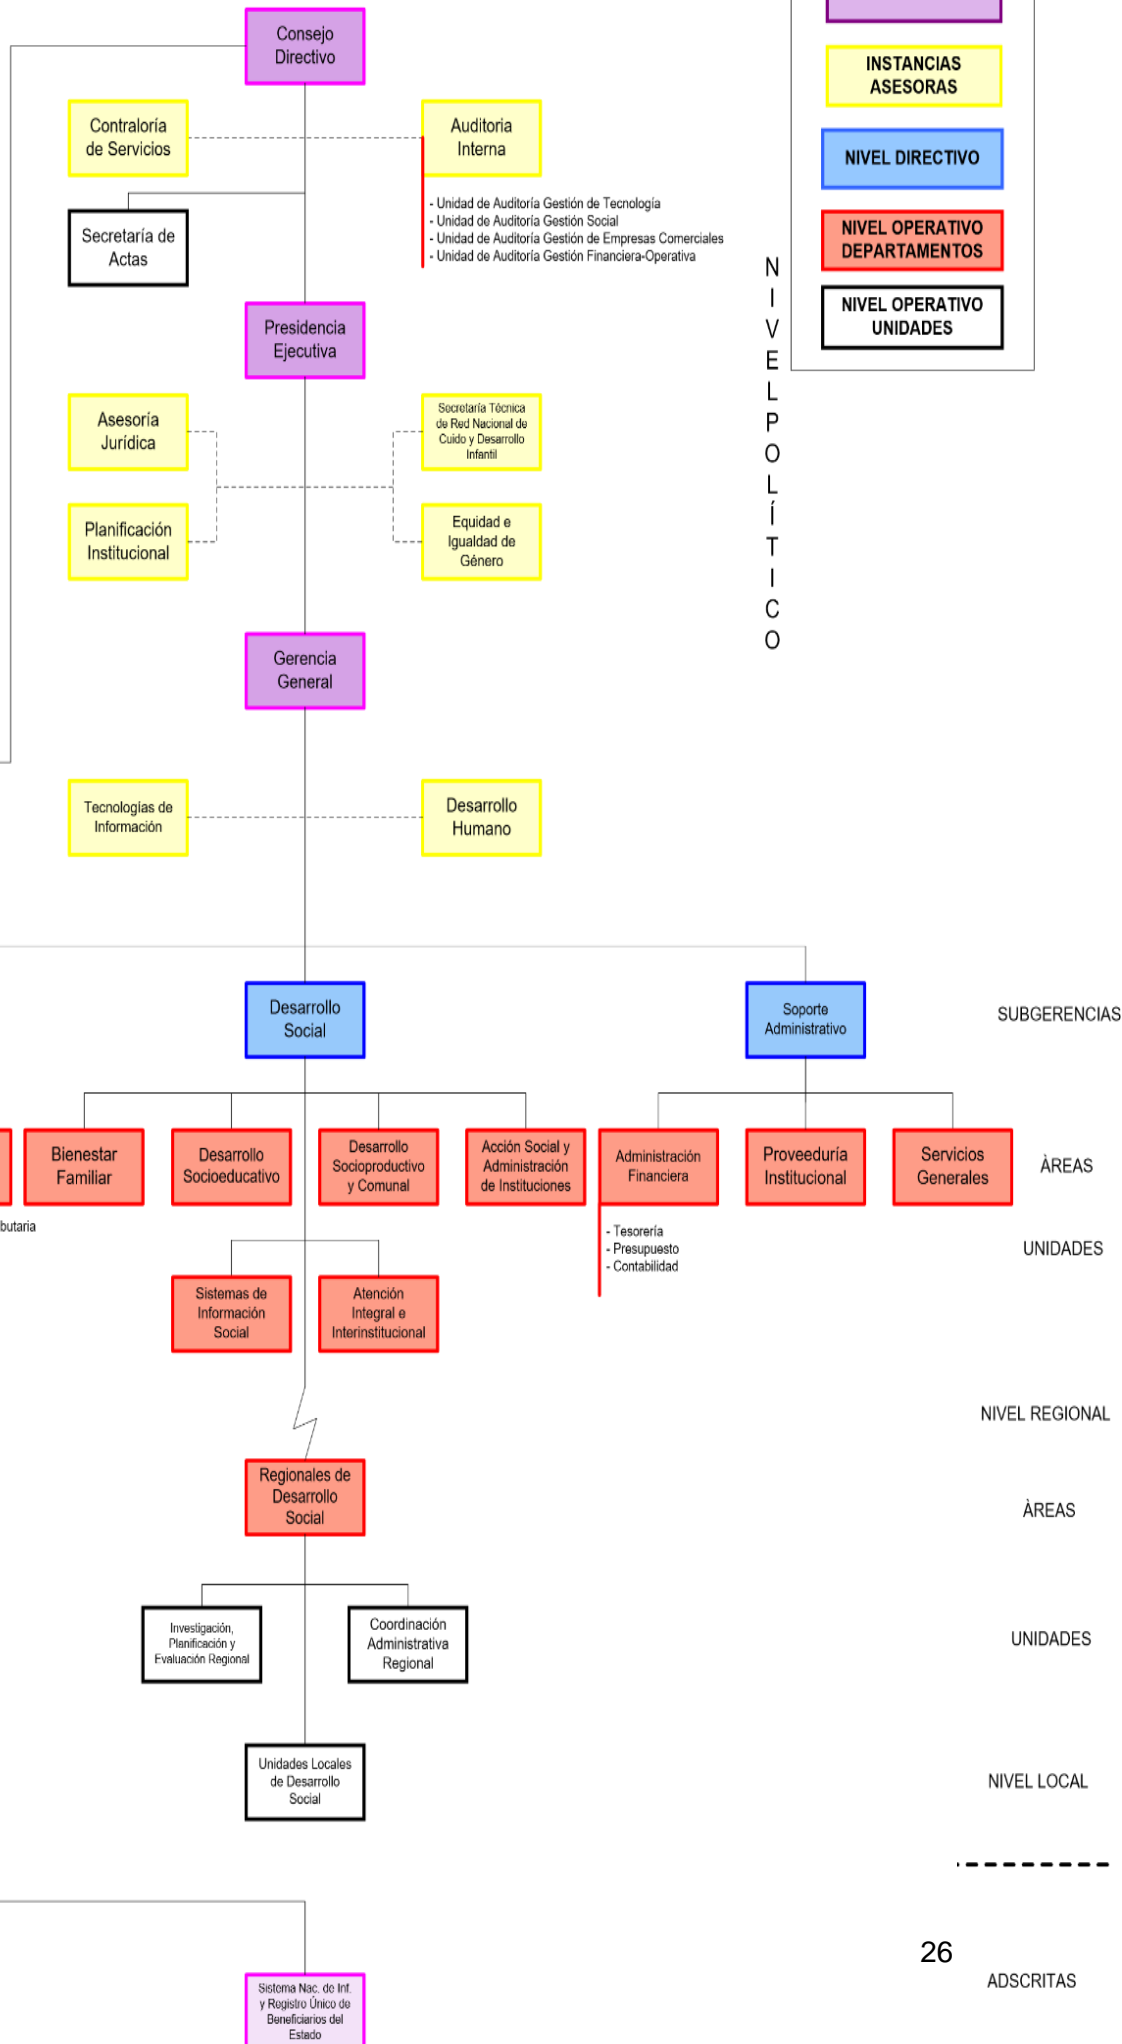 Consejo
Directivo
INSTANCIAS
ASESORAS
Contraloría
de Servicios
Auditoria
Interna
NIVEL DIRECTIVO
- Unidad de Auditoría Gestión de Tecnología
- Unidad de Auditoría Gestión Social
- Unidad de Auditoría Gestión de Empresas Comerciales
- Unidad de Auditoría Gestión Financiera-Operativa
Secretaría de
Actas
NIVEL OPERATIVO
DEPARTAMENTOS
NIVEL OPERATIVO
UNIDADES
N
I
V
E
L
P
O
L
Í
T
I
C
O
Presidencia
Ejecutiva
Asesoría
Jurídica
Secretaría Técnica
de Red Nacional de
Cuido y Desarrollo
Infantil
Planificación
Institucional
Equidad e
Igualdad de
Género
Gerencia
General
Tecnologías de
Información
Desarrollo
Humano
Desarrollo
Social
Soporte
Administrativo
SUBGERENCIAS
Bienestar
Familiar
Desarrollo
Socioeducativo
Desarrollo
Socioproductivo
y Comunal
Acción Social y
Administración
de Instituciones
Administración
Financiera
Proveeduría
Institucional
Servicios
Generales
ÀREAS
butaria
- Tesorería
- Presupuesto
- Contabilidad
UNIDADES
Sistemas de
Información
Social
Atención
Integral e
Interinstitucional
NIVEL REGIONAL
Regionales de
Desarrollo
Social
ÀREAS
Investigación,
Planificación y
Evaluación Regional
Coordinación
Administrativa
Regional
UNIDADES
Unidades Locales
de Desarrollo
Social
NIVEL LOCAL
26
Sistema Nac. de Inf.
y Registro Único de
Beneficiarios del
Estado
ADSCRITAS